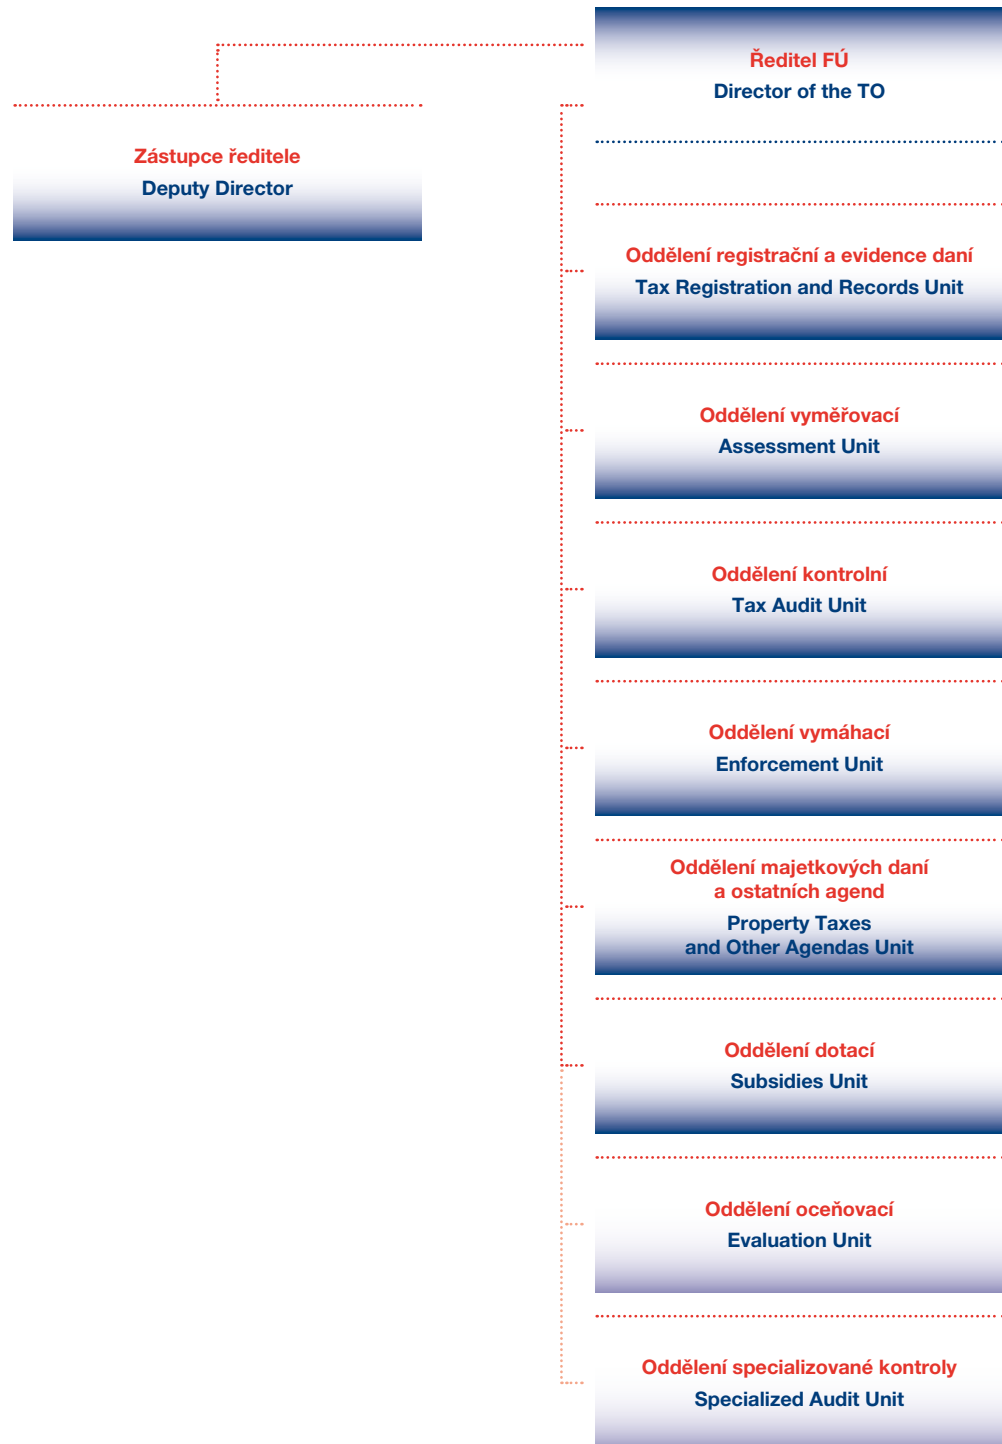 Ředitel FÚ
Director of the TO
Zástupce ředitele
Deputy Director
Oddělení registrační a evidence daní
Tax Registration and Records Unit
Oddělení vyměřovací
Assessment Unit
Oddělení kontrolní
Tax Audit Unit
Oddělení vymáhací
Enforcement Unit
Oddělení majetkových daní
a ostatních agend
Property Taxes
and Other Agendas Unit
Oddělení dotací
Subsidies Unit
Oddělení oceňovací
Evaluation Unit
Oddělení specializované kontroly
Specialized Audit Unit